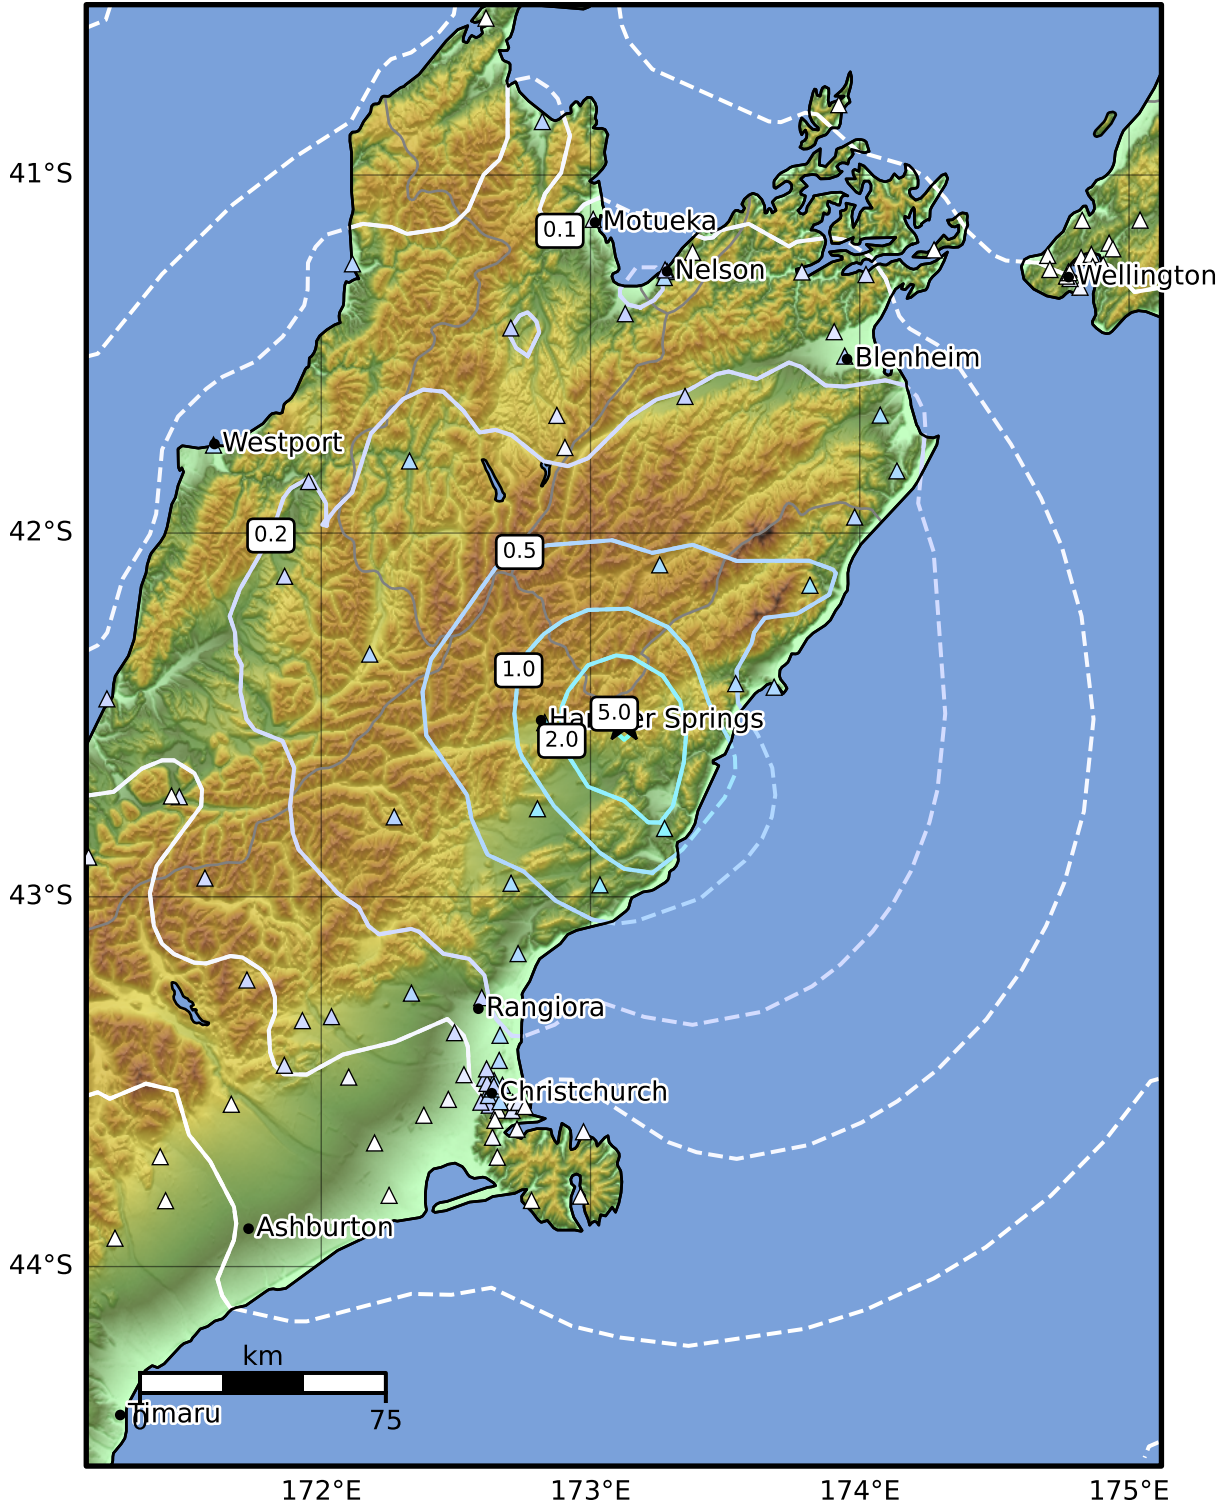 41°S
0.1
Motueka
Nelson
Wellington
Blenheim
Westport
42°S
0.2
0.5
1.0
5.0
Hanmer Springs
2.0
43°S
Rangiora
Christchurch
Ashburton
44°S
km
0
75
Timaru
172°E
173°E
174°E
175°E